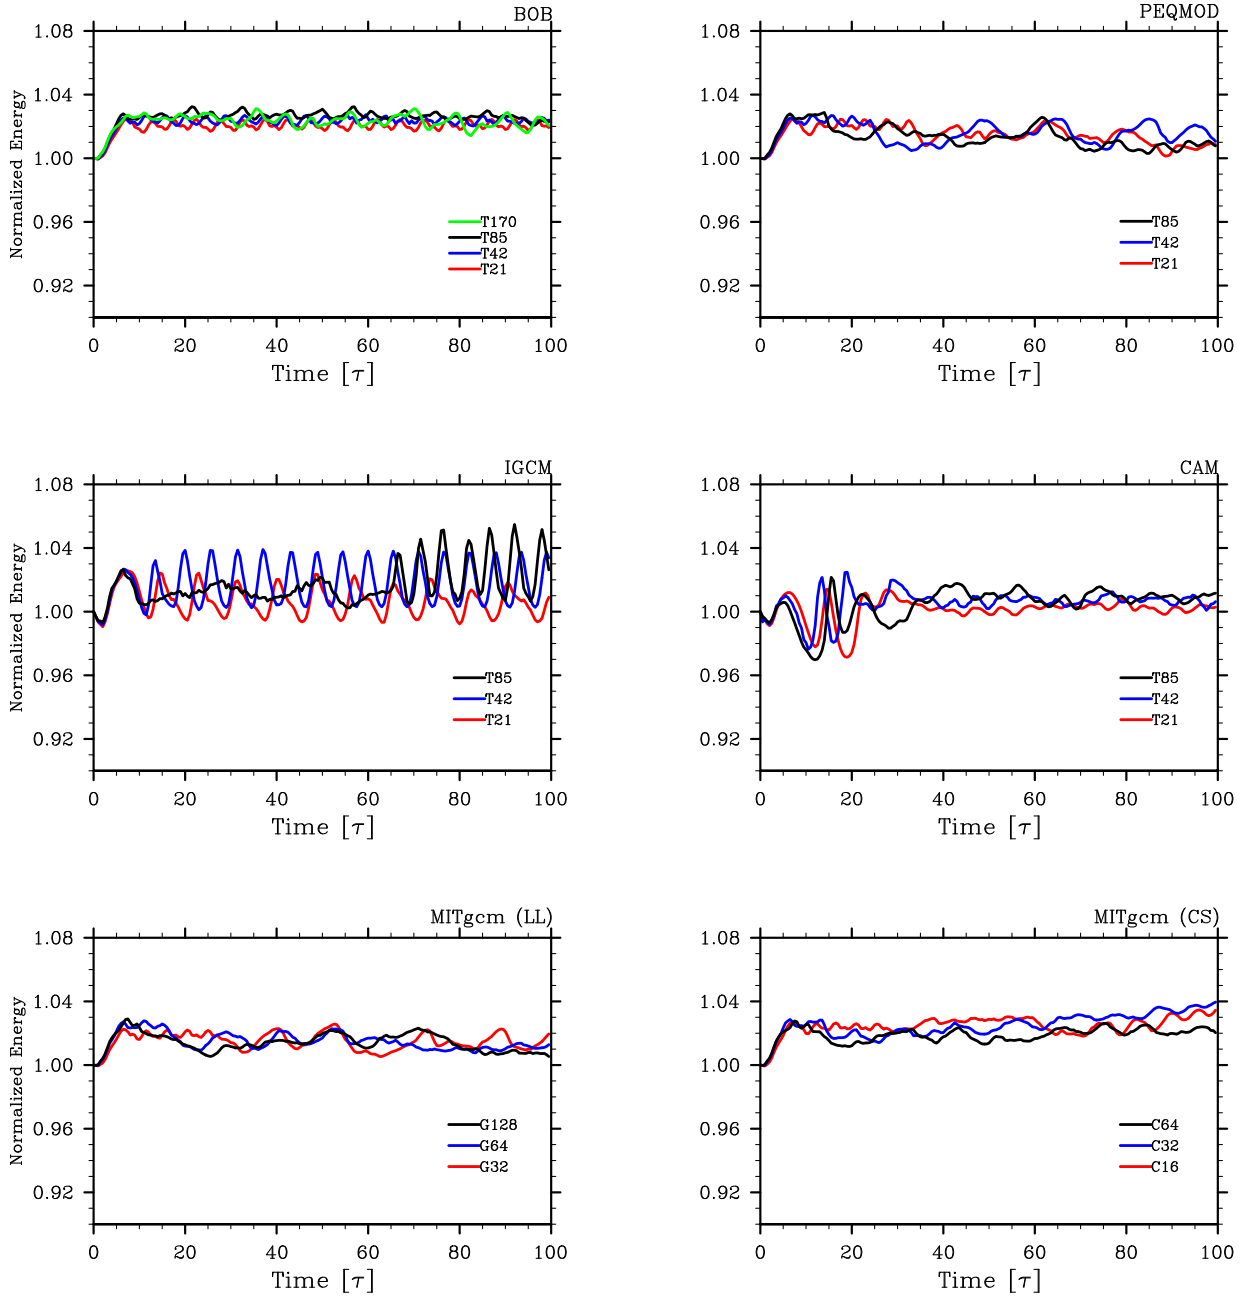 BOB
Normalized Energy
1.08
1.04
1.00
0.96
0.92
T170
T85
T42
T21
0 20 40 60 80 100
Time [τ]
PEQMOD
1.08
1.04
1.00
0.96
0.92
T85
T42
T21
0 20 40 60 80 100
Time [τ]
IGCM
Normalized Energy
1.08
1.04
1.00
0.96
0.92
T85
T42
T21
0 20 40 60 80 100
Time [τ]
CAM
1.08
1.04
1.00
0.96
0.92
T85
T42
T21
0 20 40 60 80 100
Time [τ]
MITgcm (LL)
Normalized Energy
1.08
1.04
1.00
0.96
0.92
G128
G64
G32
0 20 40 60 80 100
Time [τ]
MITgcm (CS)
1.08
1.04
1.00
0.96
0.92
C64
C32
C16
0 20 40 60 80 100
Time [τ]